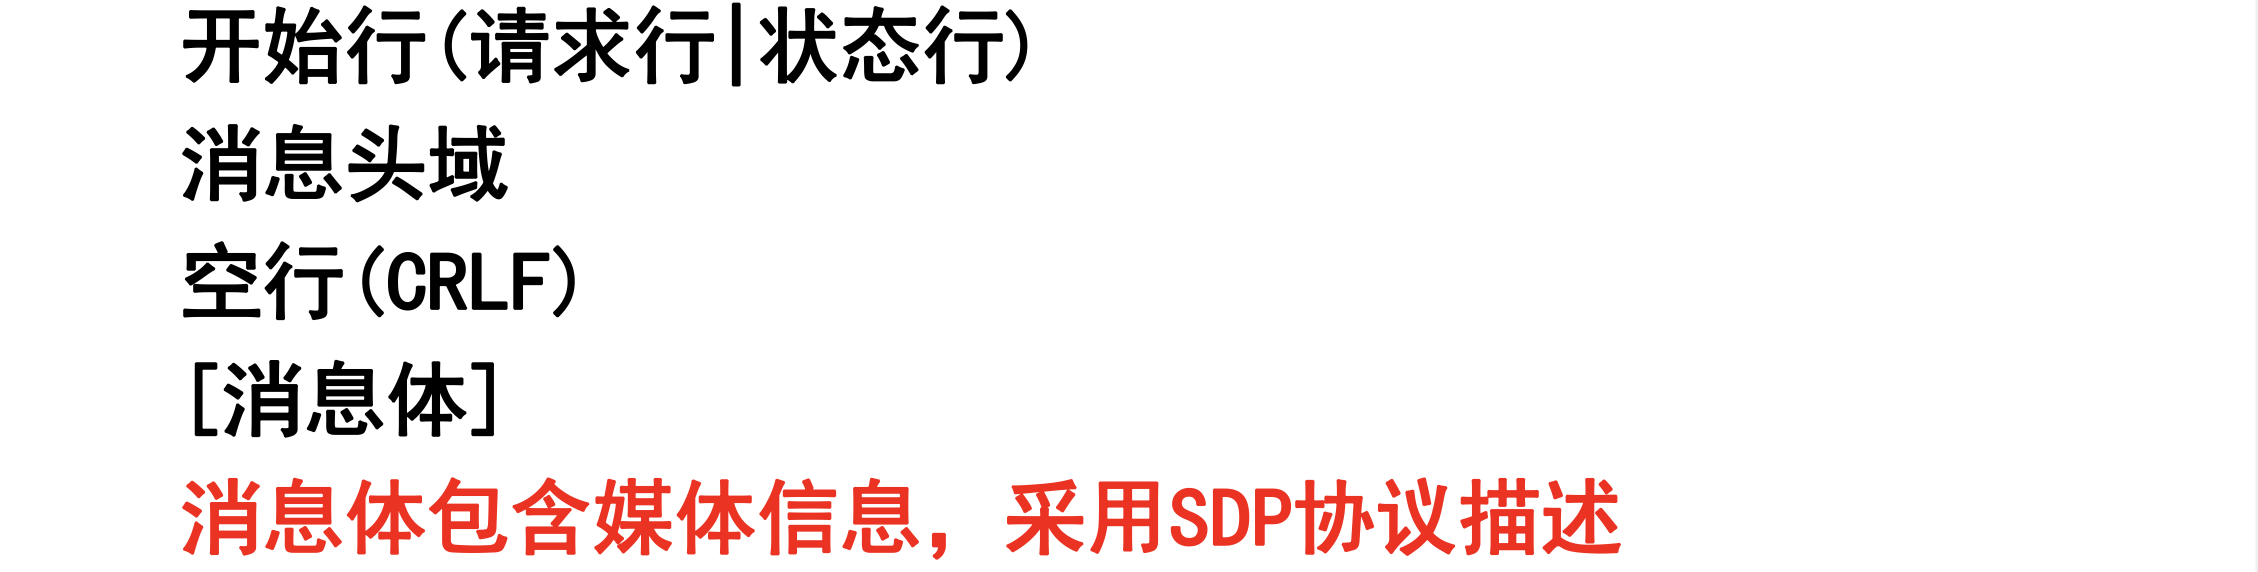 开始行(请求行|状态行)
消息头域
空行(CRLF)
[消息体]
消息体包含媒体信息，采用SDP协议描述